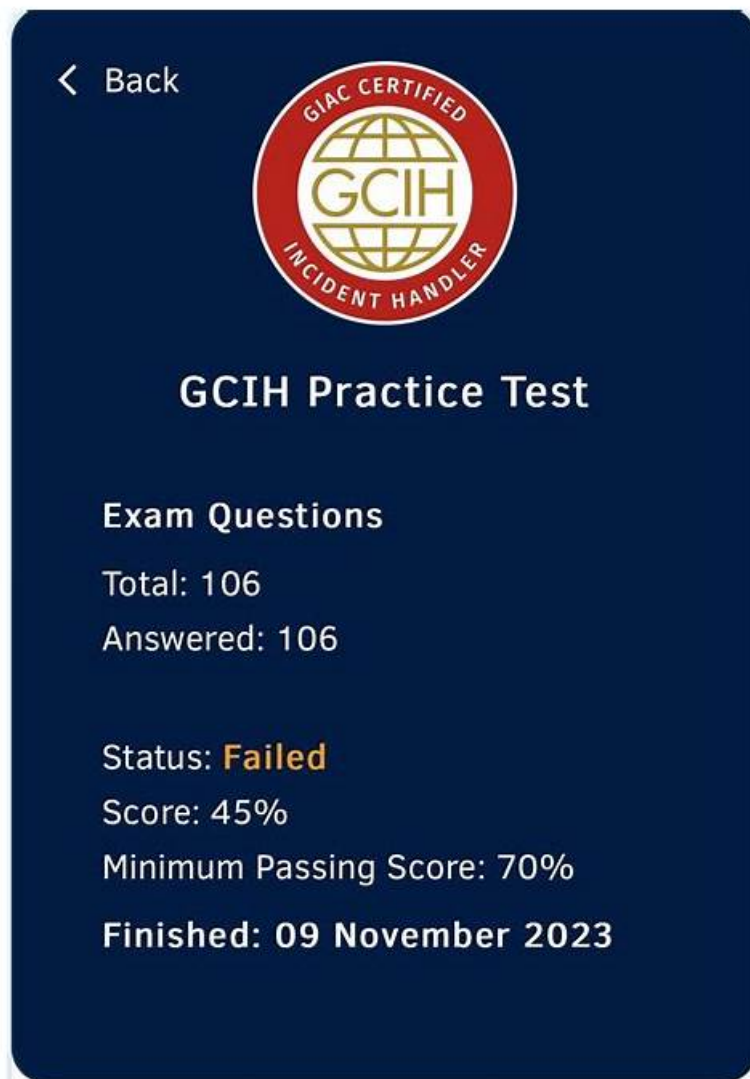 Back
GIAC CERTIFIED
GCIH
INCIDENT HANDLER
GCIH Practice Test
Exam Questions
Total: 106
Answered: 106
Status: Failed
Score: 45%
Minimum Passing Score: 70%
Finished: 09 November 2023